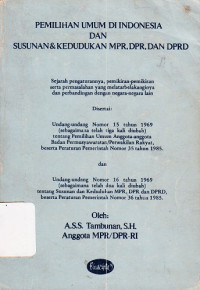 PEMILIHAN UMUM DI INDONESIA
DAN
SUSUNAN & KEDUDUKAN MPR, DPR, DAN DPRD
Sejarah pengaturannya, pemikiran-pemikiran
serta permasalahan yang melatarbelakanginya
dan perbandingan dengan negara-negara lain
Disertai:
Undang-undang Nomor 15 tahun 1969
(sebagaimana telah tiga kali diubah)
tentang Pemilihan Umum Anggota-anggota
Badan Permusyawaratan/Perwakilan Rakyat,
beserta Peraturan Pemerintah Nomor 35 tahun 1985.
dan
Undang-undang Nomor 16 tahun 1969
(sebagaimana telah dua kali diubah)
tentang Susunan dan Kedudukan MPR, DPR DAN DPRD,
beserta Peraturan Pemerintah Nomor 36 tahun 1985.
Oleh:
A.S.S. Tambunan, S.H.
Anggota MPR/DPR-RI